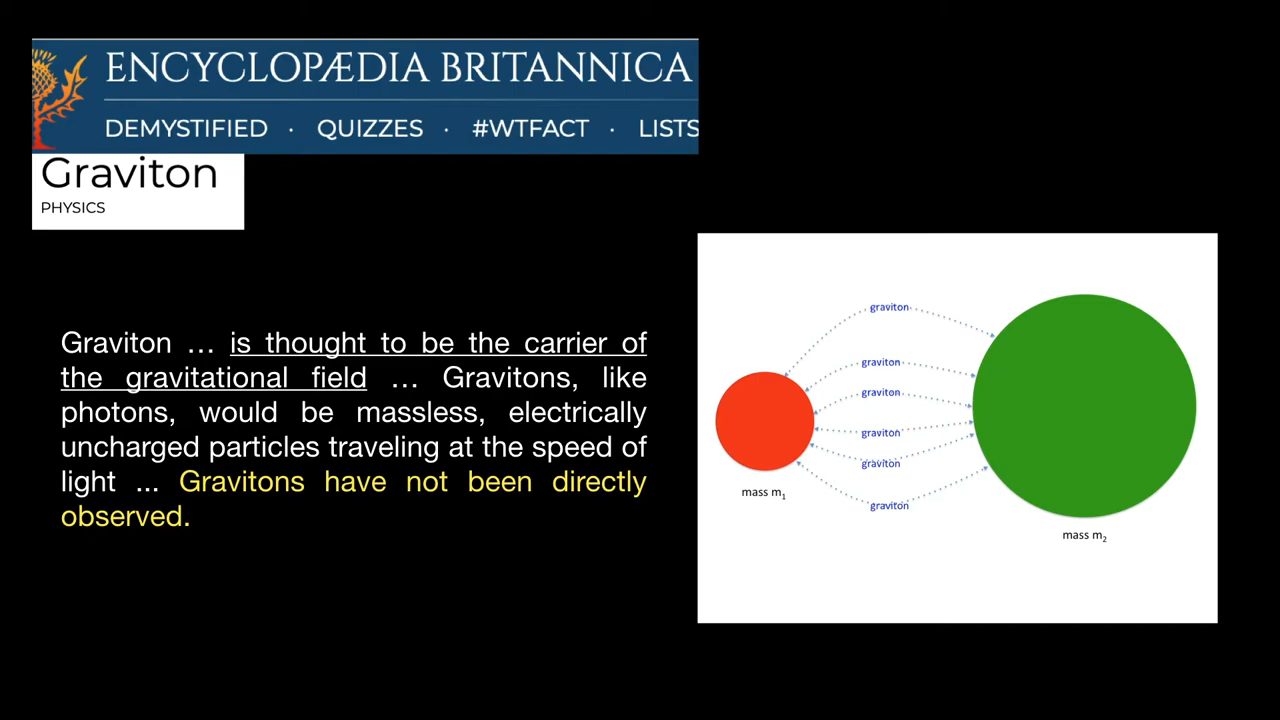 ENCYCLOPÆDIA BRITANNICA
DEMYSTIFIED · QUIZZES · #WTFACT · LISTS
Graviton
PHYSICS
Graviton … is thought to be the carrier of
the gravitational field … Gravitons, like
photons, would be massless, electrically
uncharged particles traveling at the speed of
light ... Gravitons have not been directly
observed.
graviton
graviton
graviton
graviton
graviton
graviton
mass m₁
mass m₂